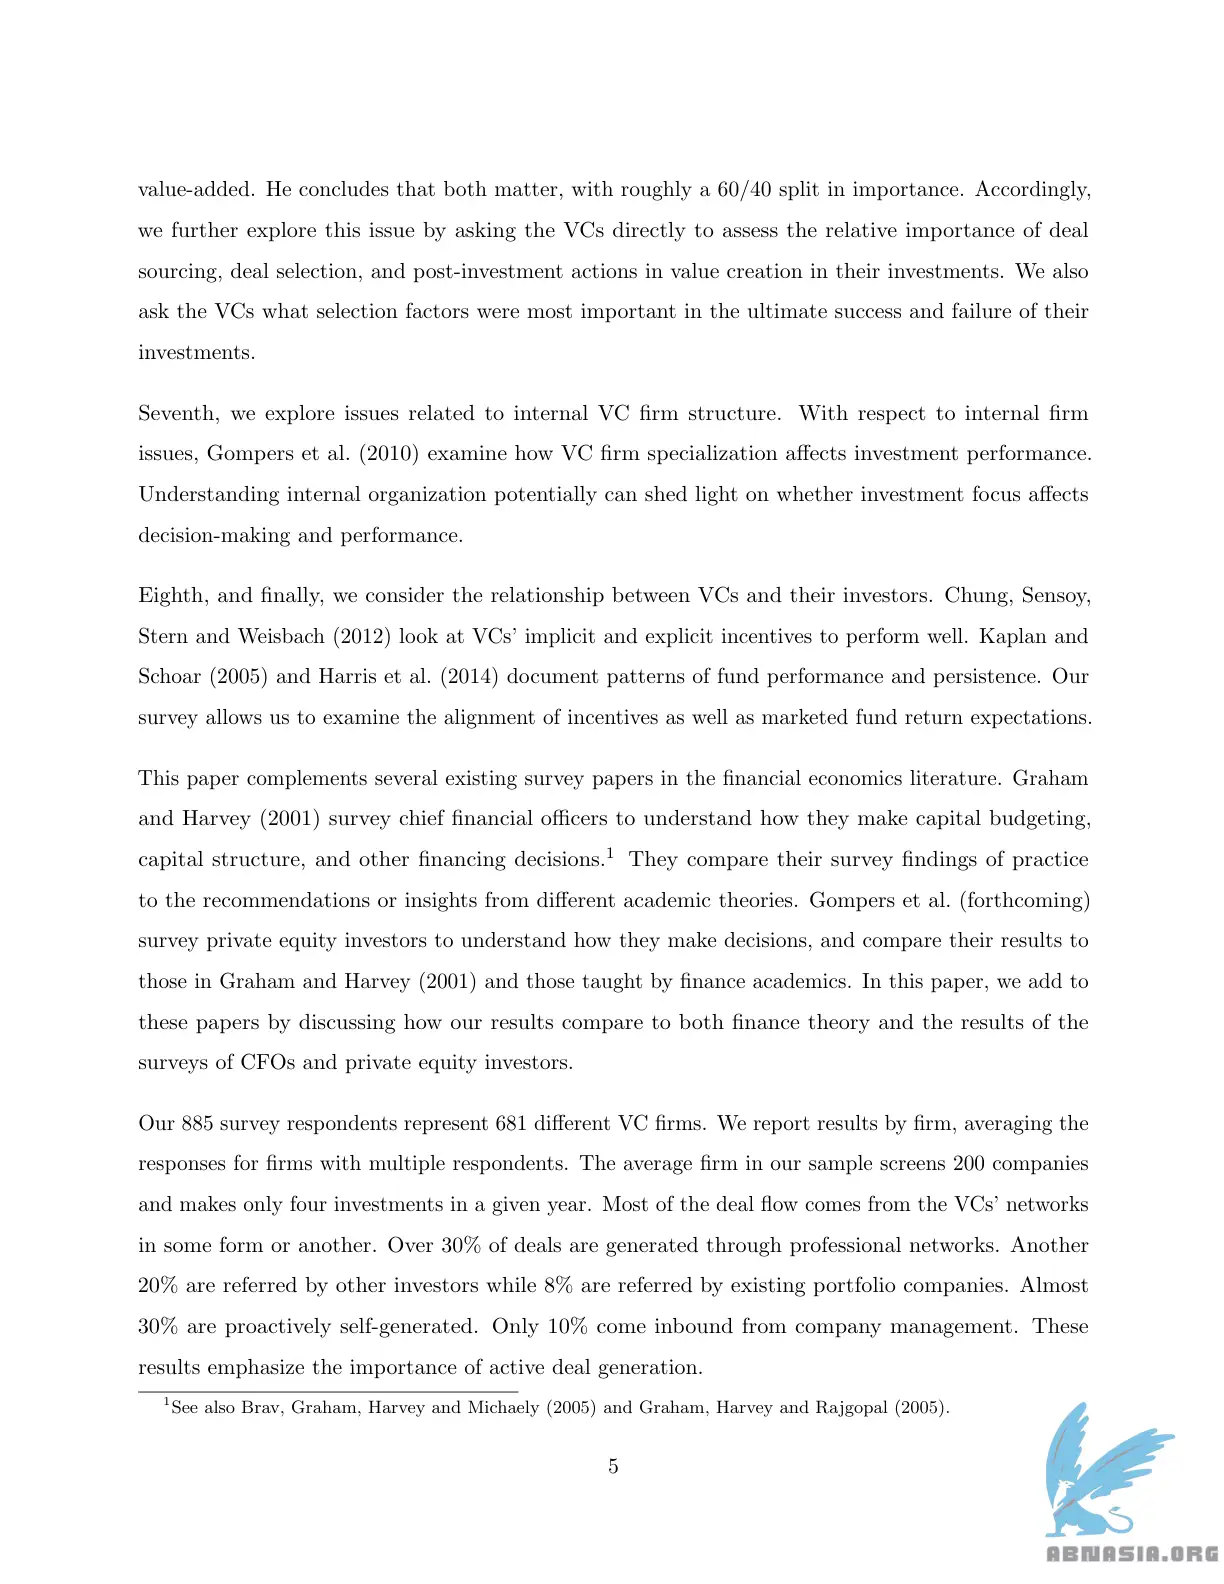 value-added. He concludes that both matter, with roughly a 60/40 split in importance. Accordingly,
we further explore this issue by asking the VCs directly to assess the relative importance of deal
sourcing, deal selection, and post-investment actions in value creation in their investments. We also
ask the VCs what selection factors were most important in the ultimate success and failure of their
investments.
Seventh, we explore issues related to internal VC firm structure. With respect to internal firm
issues, Gompers et al. (2010) examine how VC firm specialization affects investment performance.
Understanding internal organization potentially can shed light on whether investment focus affects
decision-making and performance.
Eighth, and finally, we consider the relationship between VCs and their investors. Chung, Sensoy,
Stern and Weisbach (2012) look at VCs' implicit and explicit incentives to perform well. Kaplan and
Schoar (2005) and Harris et al. (2014) document patterns of fund performance and persistence. Our
survey allows us to examine the alignment of incentives as well as marketed fund return expectations.
This paper complements several existing survey papers in the financial economics literature. Graham
and Harvey (2001) survey chief financial officers to understand how they make capital budgeting,
capital structure, and other financing decisions.1 They compare their survey findings of practice
to the recommendations or insights from different academic theories. Gompers et al. (forthcoming)
survey private equity investors to understand how they make decisions, and compare their results to
those in Graham and Harvey (2001) and those taught by finance academics. In this paper, we add to
these papers by discussing how our results compare to both finance theory and the results of the
surveys of CFOs and private equity investors.
Our 885 survey respondents represent 681 different VC firms. We report results by firm, averaging the
responses for firms with multiple respondents. The average firm in our sample screens 200 companies
and makes only four investments in a given year. Most of the deal flow comes from the VCs' networks
in some form or another. Over 30% of deals are generated through professional networks. Another
20% are referred by other investors while 8% are referred by existing portfolio companies. Almost
30% are proactively self-generated. Only 10% come inbound from company management. These
results emphasize the importance of active deal generation.
1See also Brav, Graham, Harvey and Michaely (2005) and Graham, Harvey and Rajgopal (2005).
5
ABNASIA.ORG